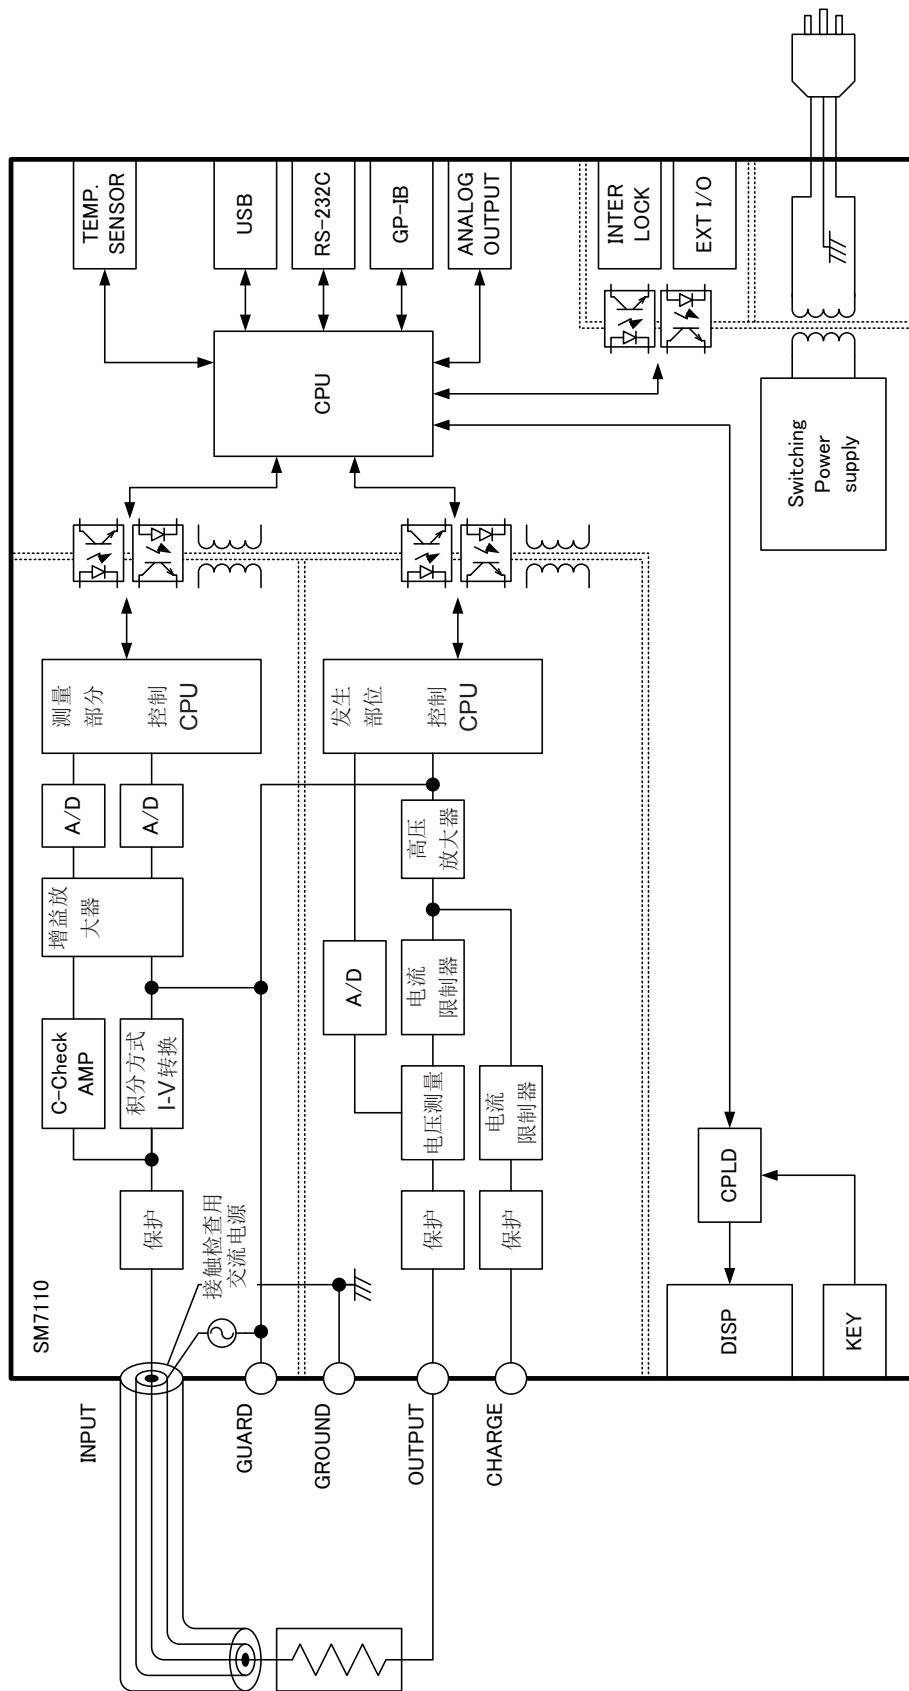 SM7110
INPUT
GUARD
GROUND
OUTPUT
CHARGE
接触检查用
交流电源
保护
C-Check
AMP
积分方式
I-V转换
增益放
大器
A/D
A/D
测量
部分
控制
CPU
保护
电压测量
电流
限制器
A/D
高压
放大器
发生
部位
控制
CPU
保护
电流
限制器
CPU
TEMP.
SENSOR
USB
RS-232C
GP-IB
ANALOG
OUTPUT
INTER
LOCK
EXT I/O
Switching
Power
supply
DISP
KEY
CPLD